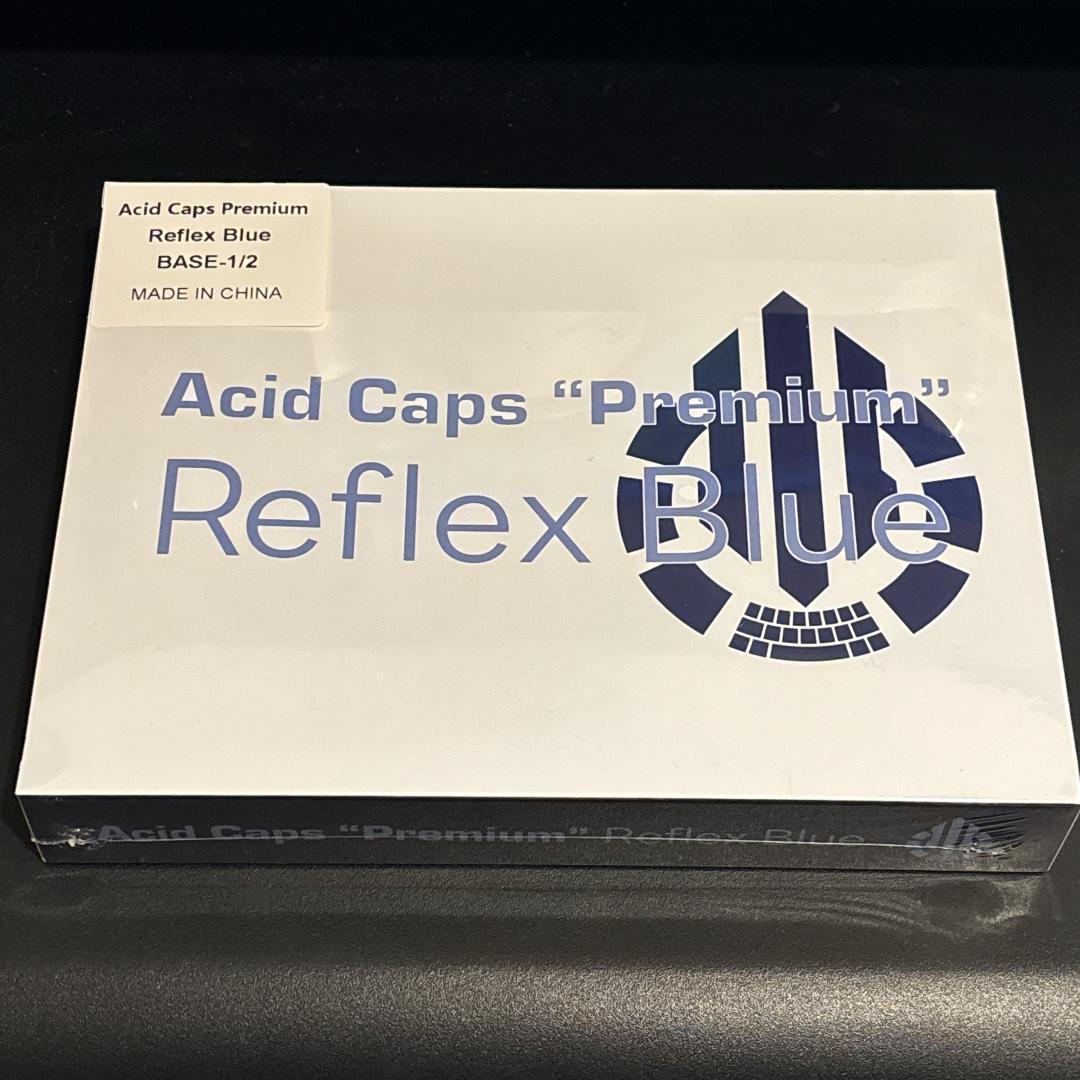 Acid Caps Premium
Reflex Blue
BASE-1/2
MADE IN CHINA
Acid Caps “Premium”
Reflex Blue
Acid Caps “Premium” Reflex Blue